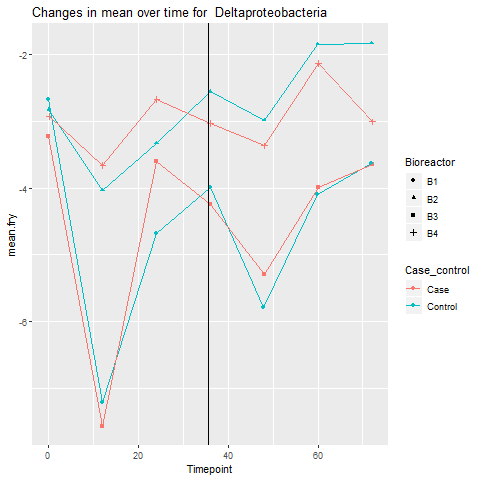 Changes in mean over time for  Deltaproteobacteria
mean.fry
-2
-4
-6
0
20
40
60
Timepoint
Bioreactor
B1
B2
B3
B4
Case_control
Case
Control